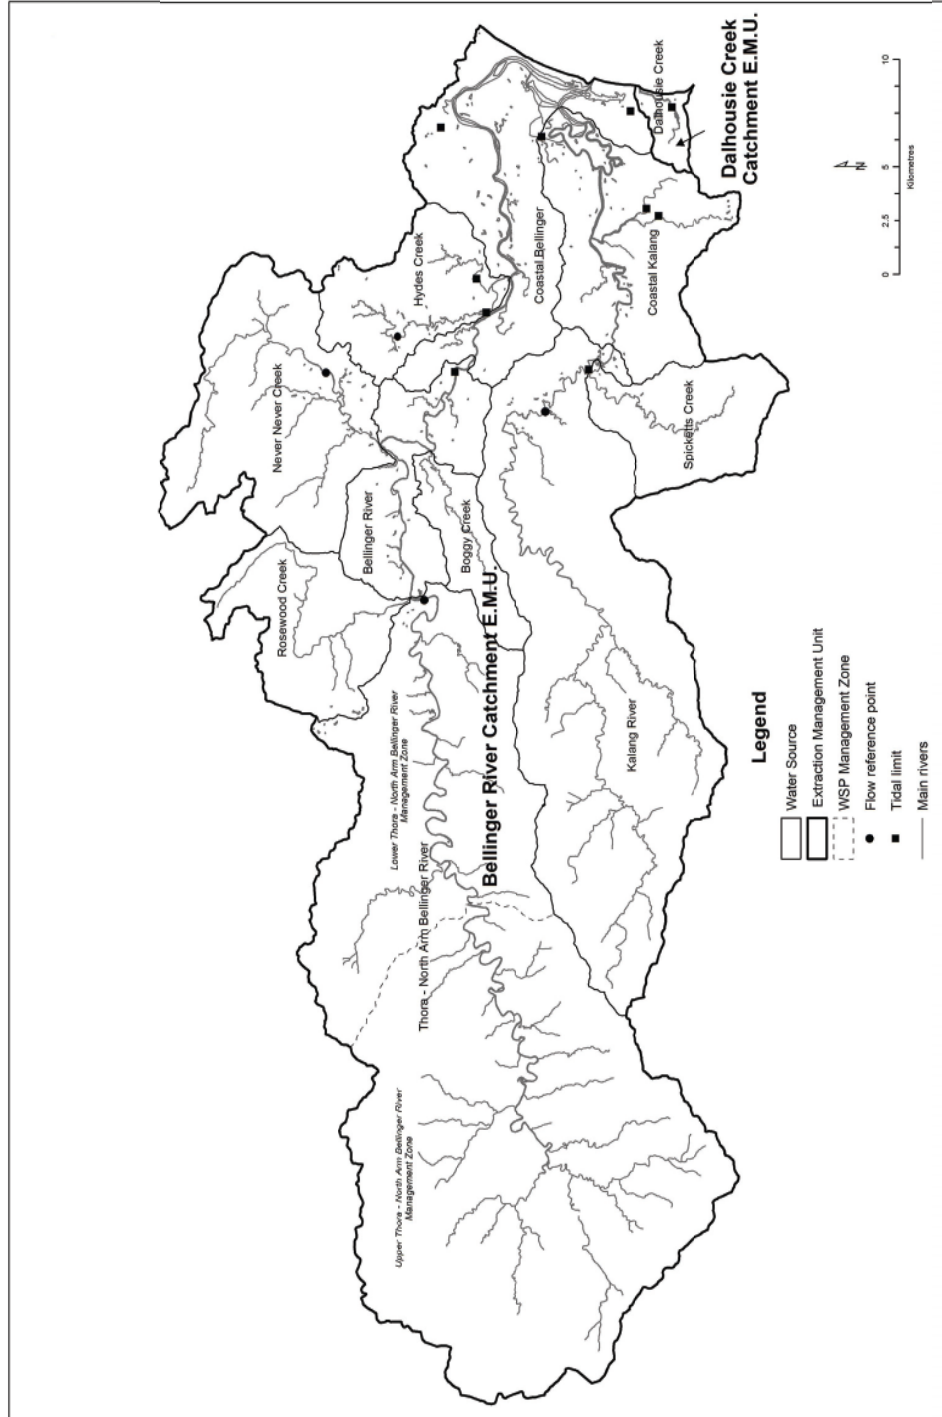 Upper Thora - North Arm Bellinger River
Management Zone
Lower Thora - North Arm Bellinger River
Management Zone
Thora - North Arm Bellinger River
Bellinger River Catchment E.M.U.
Rosewood Creek
Bellinger River
Boggy Creek
Never Never Creek
Hydes Creek
Coastal Bellinger
Kalang River
Spicketts Creek
Coastal Kalang
Dalhousie Creek
Dalhousie Creek
Catchment E.M.U.
Legend
Water Source
Extraction Management Unit
WSP Management Zone
Flow reference point
Tidal limit
Main rivers
N
0 2.5 5 10
Kilometres